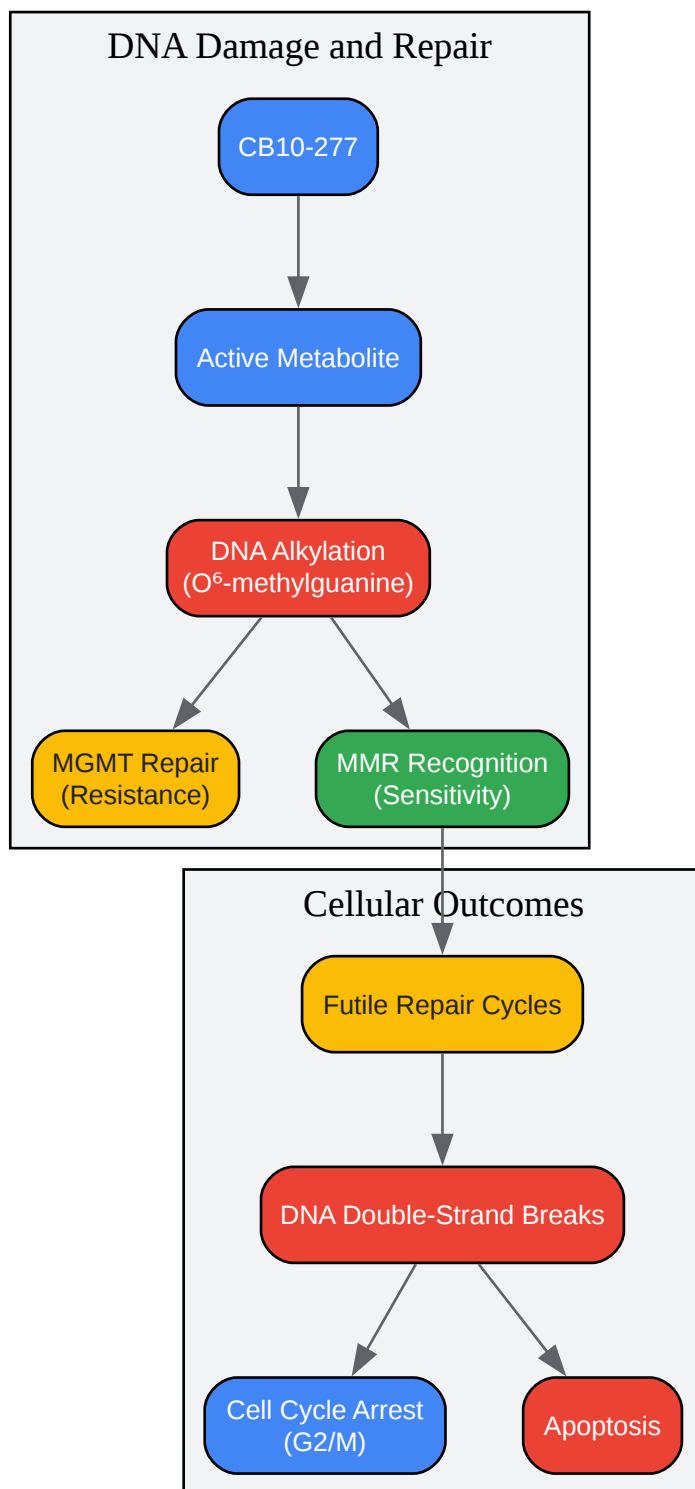 DNA Damage and Repair
CB10-277
Active Metabolite
DNA Alkylation
(O⁶-methylguanine)
MGMT Repair
(Resistance)
MMR Recognition
(Sensitivity)
Cellular Outcomes
Futile Repair Cycles
DNA Double-Strand Breaks
Cell Cycle Arrest
(G2/M)
Apoptosis